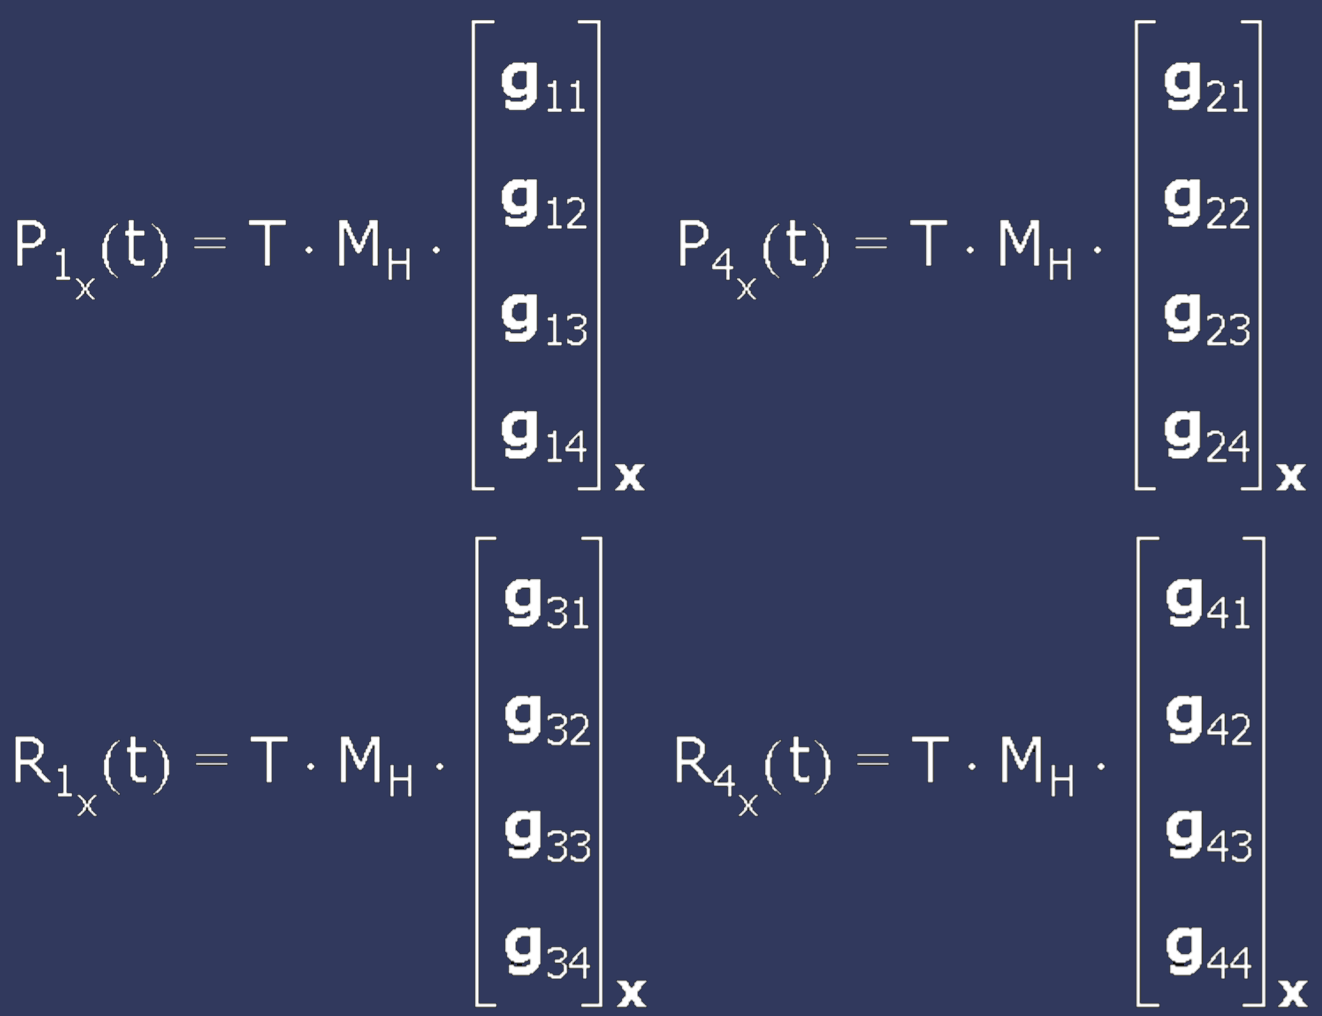 P1x(t) = T · MH · [g11 g12 g13 g14]x
P4x(t) = T · MH · [g21 g22 g23 g24]x
R1x(t) = T · MH · [g31 g32 g33 g34]x
R4x(t) = T · MH · [g41 g42 g43 g44]x